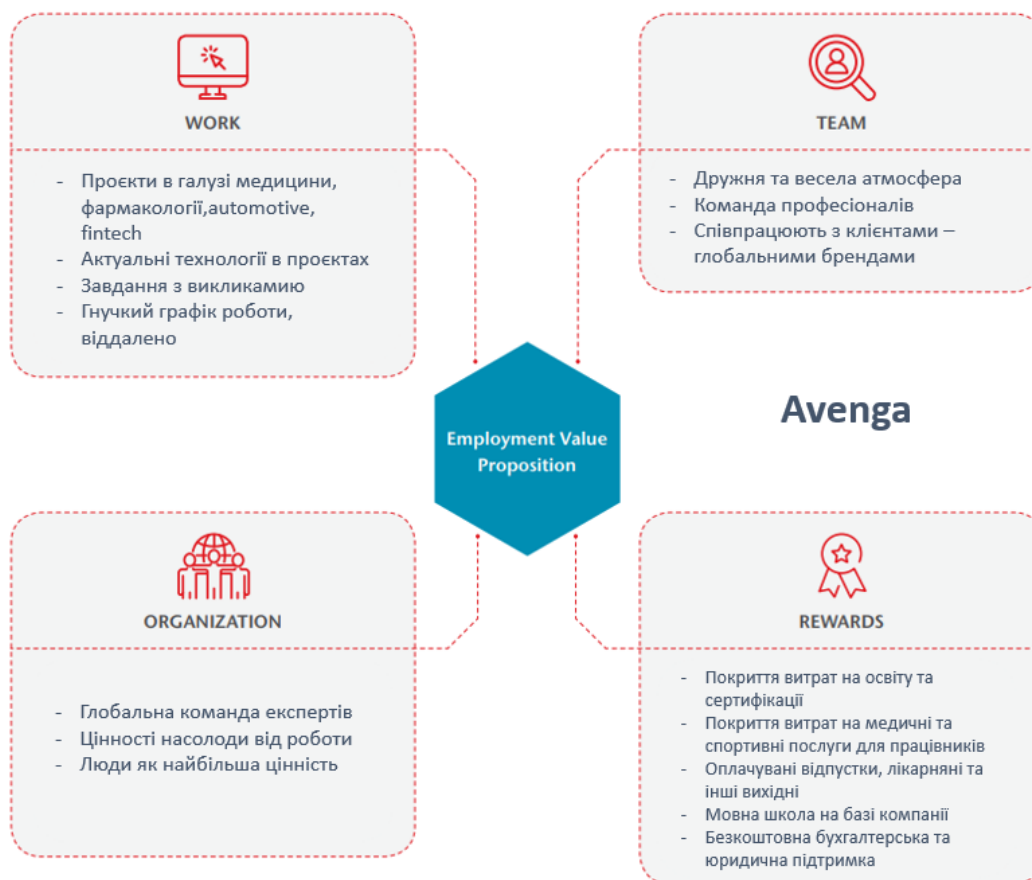 WORK
- Проєкти в галузі медицини,
фармакології,automotive,
fintech
- Актуальні технології в проєктах
- Завдання з викликамию
- Гнучкий графік роботи,
віддалено
TEAM
- Дружня та весела атмосфера
- Команда професіоналів
- Співпрацюють з клієнтами –
глобальними брендами
Employment Value
Proposition
Avenga
ORGANIZATION
- Глобальна команда експертів
- Цінності насолоди від роботи
- Люди як найбільша цінність
REWARDS
- Покриття витрат на освіту та
сертифікації
- Покриття витрат на медичні та
спортивні послуги для працівників
- Оплачувані відпустки, лікарняні та
інші вихідні
- Мовна школа на базі компанії
- Безкоштовна бухгалтерська та
юридична підтримка